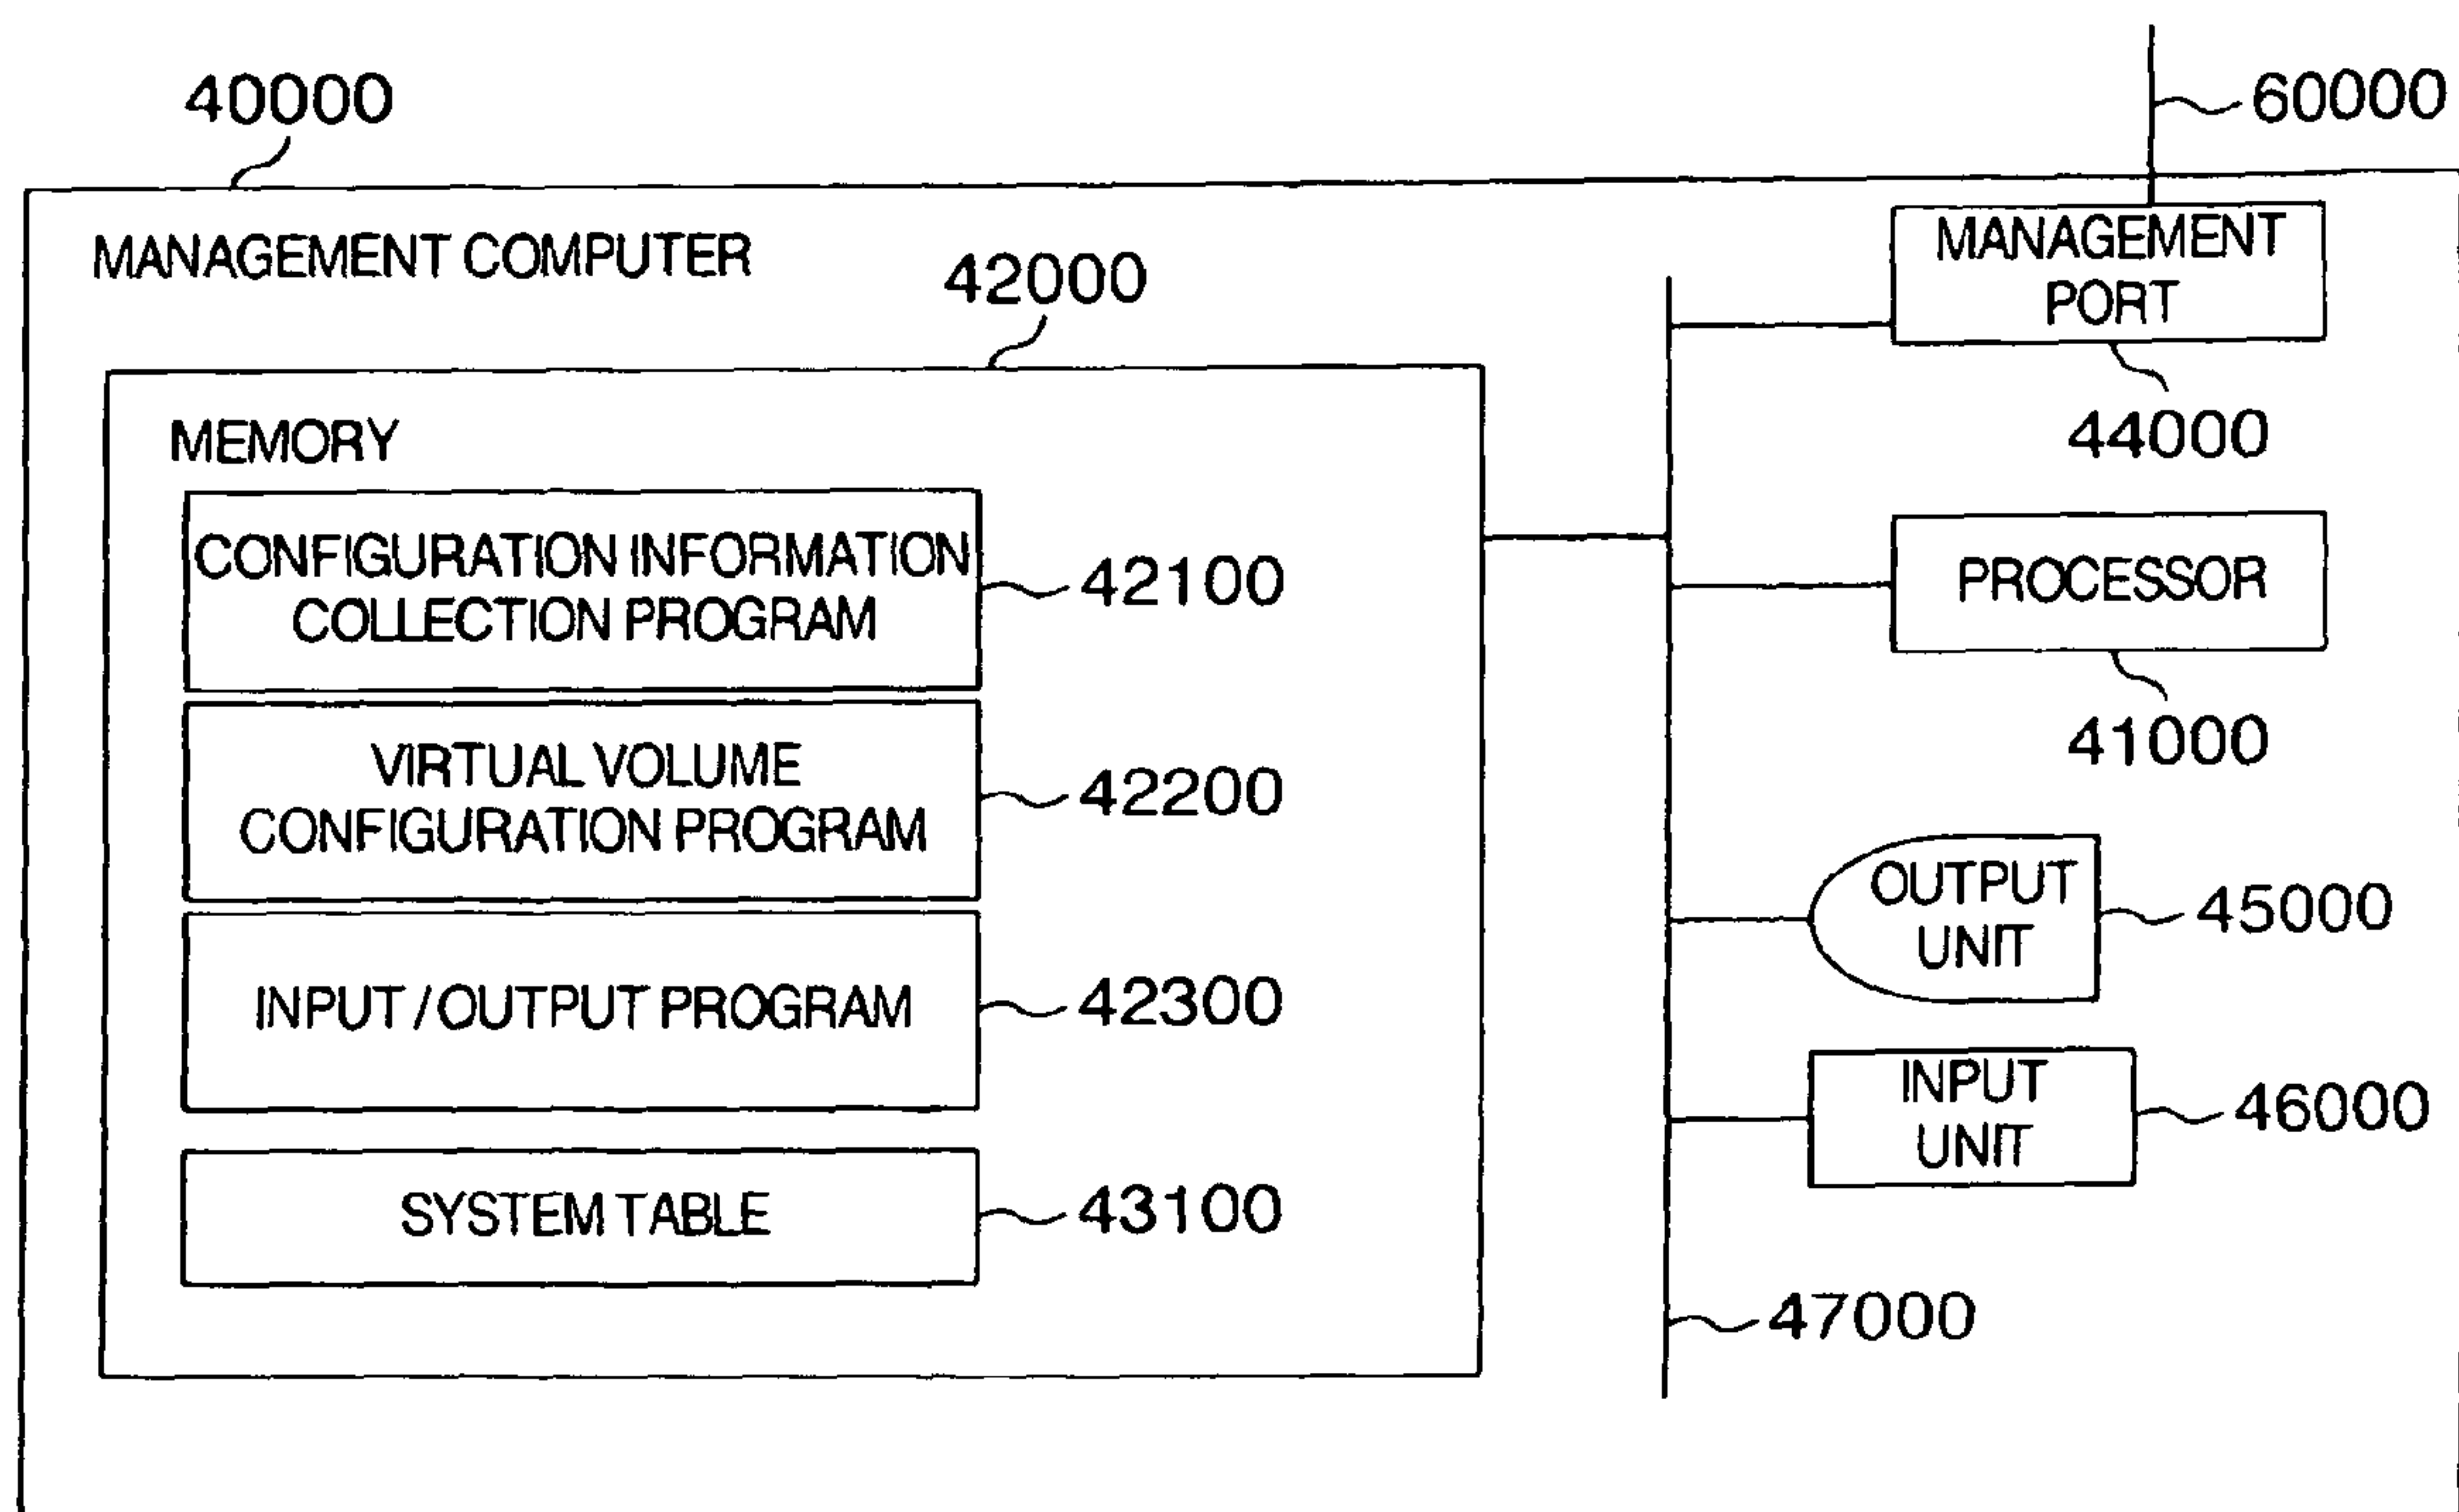 40000
60000
MANAGEMENT COMPUTER
42000
MANAGEMENT
PORT
44000
MEMORY
CONFIGURATION INFORMATION
COLLECTION PROGRAM
42100
PROCESSOR
41000
VIRTUAL VOLUME
CONFIGURATION PROGRAM
42200
OUTPUT
UNIT
45000
INPUT/OUTPUT PROGRAM
42300
INPUT
UNIT
46000
SYSTEM TABLE
43100
47000